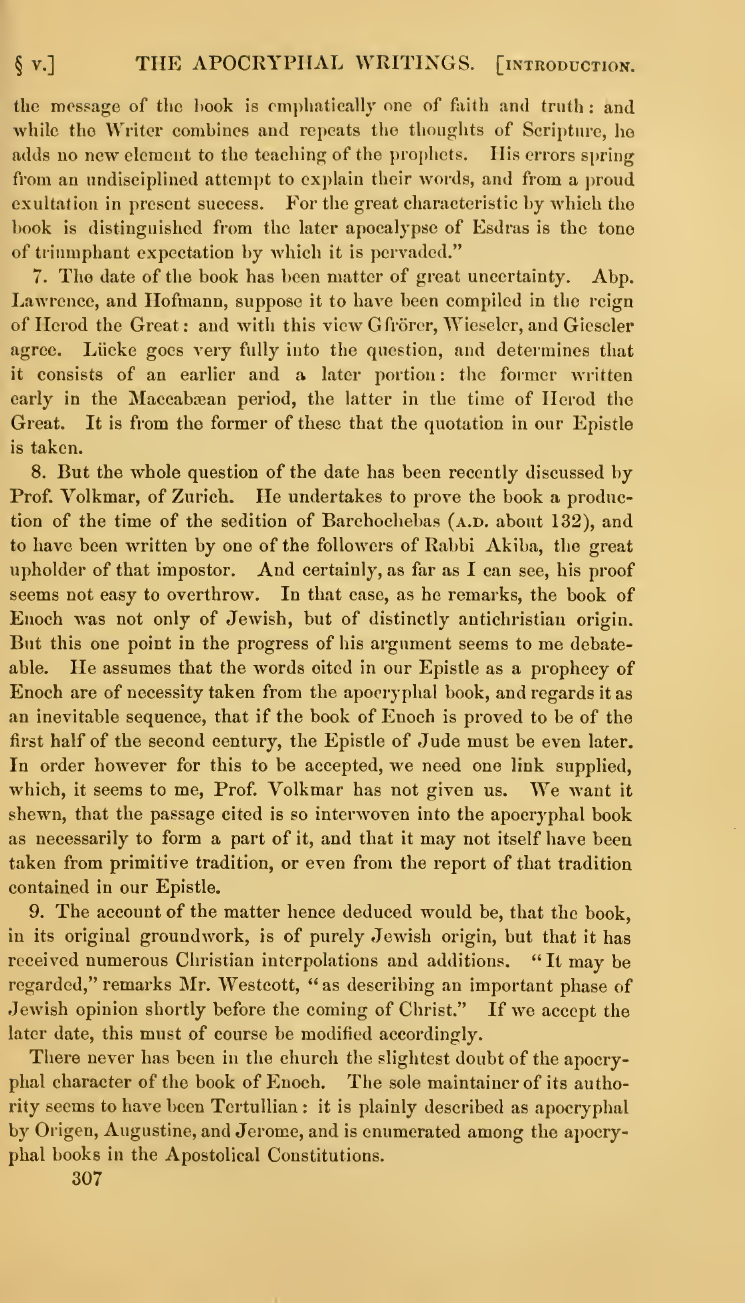 § v.] THE APOCRYPHAL WRITINGS. [INTRODUCTION.
the message of the book is emphatically one of faith and truth : and
while the Writer combines and repeats the thoughts of Scripture, he
adds no new element to the teaching of the prophets. His errors spring
from an undisciplined attempt to explain their words, and from a proud
exultation in present success. For the great characteristic by which the
book is distinguished from the later apocalypse of Esdras is the tone
of triumphant expectation by which it is pervaded.”
7. The date of the book has been matter of great uncertainty. Abp.
Lawrence, and Hofmann, suppose it to have been compiled in the reign
of Herod the Great : and with this view Gfrörer, Wieseler, and Gieseler
agree. Lücke goes very fully into the question, and determines that
it consists of an earlier and a later portion : the former written
early in the Maccabæan period, the latter in the time of Herod the
Great. It is from the former of these that the quotation in our Epistle
is taken.
8. But the whole question of the date has been recently discussed by
Prof. Volkmar, of Zurich. He undertakes to prove the book a produc-
tion of the time of the sedition of Barchochebas (A.D. about 132), and
to have been written by one of the followers of Rabbi Akiba, the great
upholder of that impostor. And certainly, as far as I can see, his proof
seems not easy to overthrow. In that case, as he remarks, the book of
Enoch was not only of Jewish, but of distinctly antichristian origin.
But this one point in the progress of his argument seems to me debate-
able. He assumes that the words cited in our Epistle as a prophecy of
Enoch are of necessity taken from the apocryphal book, and regards it as
an inevitable sequence, that if the book of Enoch is proved to be of the
first half of the second century, the Epistle of Jude must be even later.
In order however for this to be accepted, we need one link supplied,
which, it seems to me, Prof. Volkmar has not given us. We want it
shewn, that the passage cited is so interwoven into the apocryphal book
as necessarily to form a part of it, and that it may not itself have been
taken from primitive tradition, or even from the report of that tradition
contained in our Epistle.
9. The account of the matter hence deduced would be, that the book,
in its original groundwork, is of purely Jewish origin, but that it has
received numerous Christian interpolations and additions. “ It may be
regarded,” remarks Mr. Westcott, “ as describing an important phase of
Jewish opinion shortly before the coming of Christ.” If we accept the
later date, this must of course be modified accordingly.
There never has been in the church the slightest doubt of the apocry-
phal character of the book of Enoch. The sole maintainer of its autho-
rity seems to have been Tertullian : it is plainly described as apocryphal
by Origen, Augustine, and Jerome, and is enumerated among the apocry-
phal books in the Apostolical Constitutions.
307